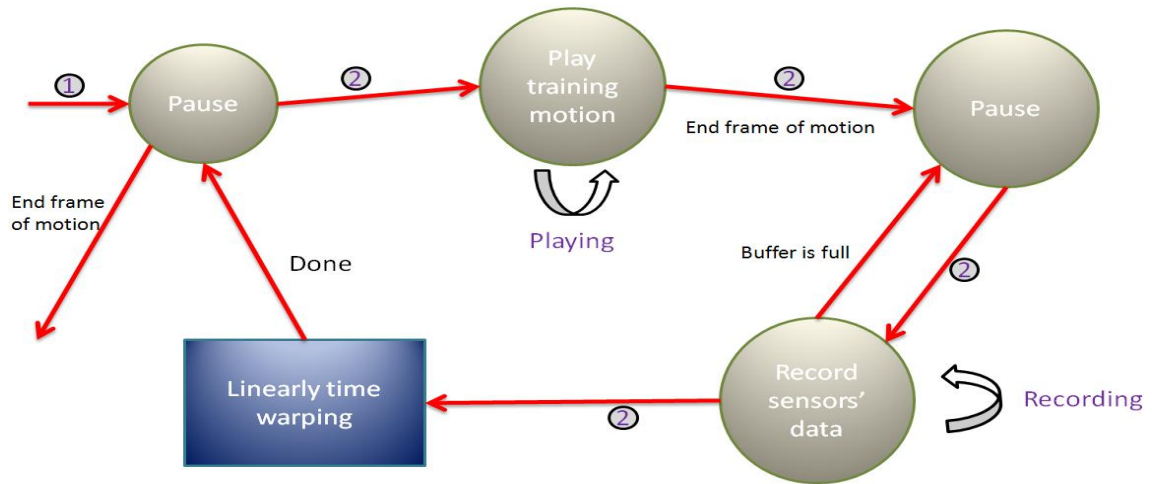 1
Pause
2
Play
training
motion
2
End frame of motion
Pause
Playing
End frame
of motion
Done
Buffer is full
2
Linearly time
warping
2
Record
sensors'
data
Recording